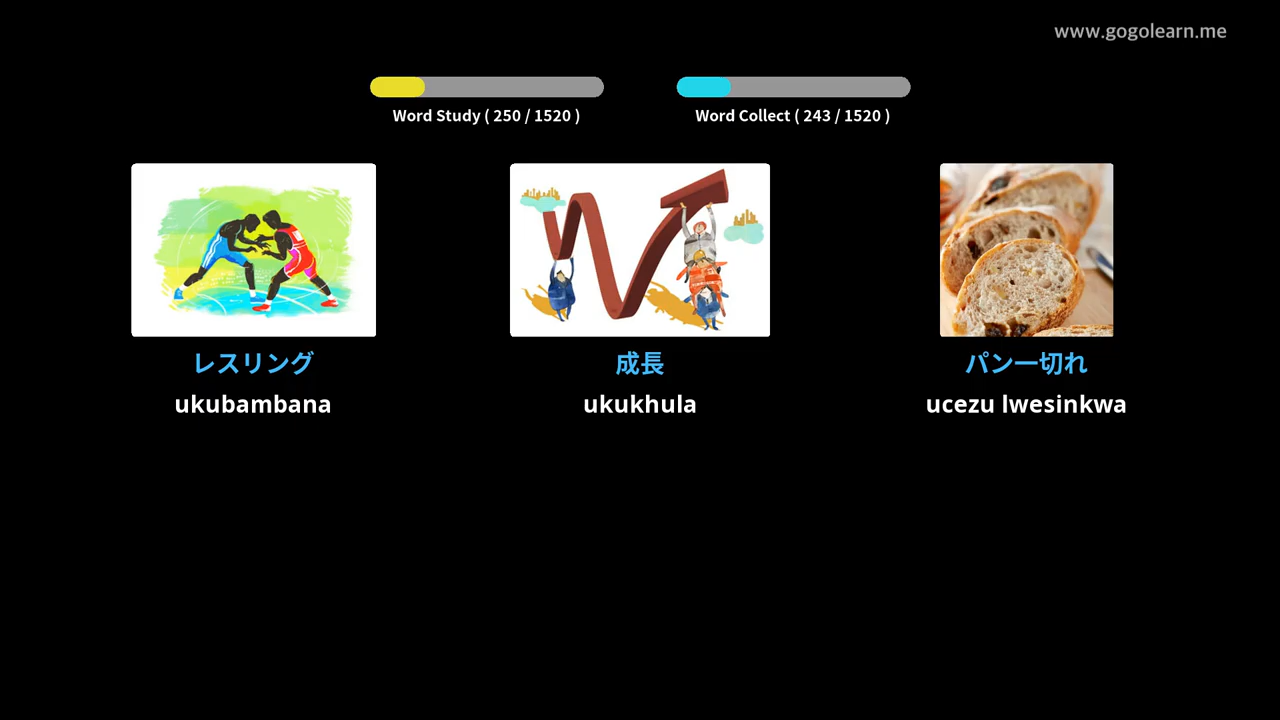 www.gogolearn.me
Word Study ( 250 / 1520 )
Word Collect ( 243 / 1520 )
レスリング
成長
パン一切れ
ukubambana
ukukhula
ucezu lwesinkwa